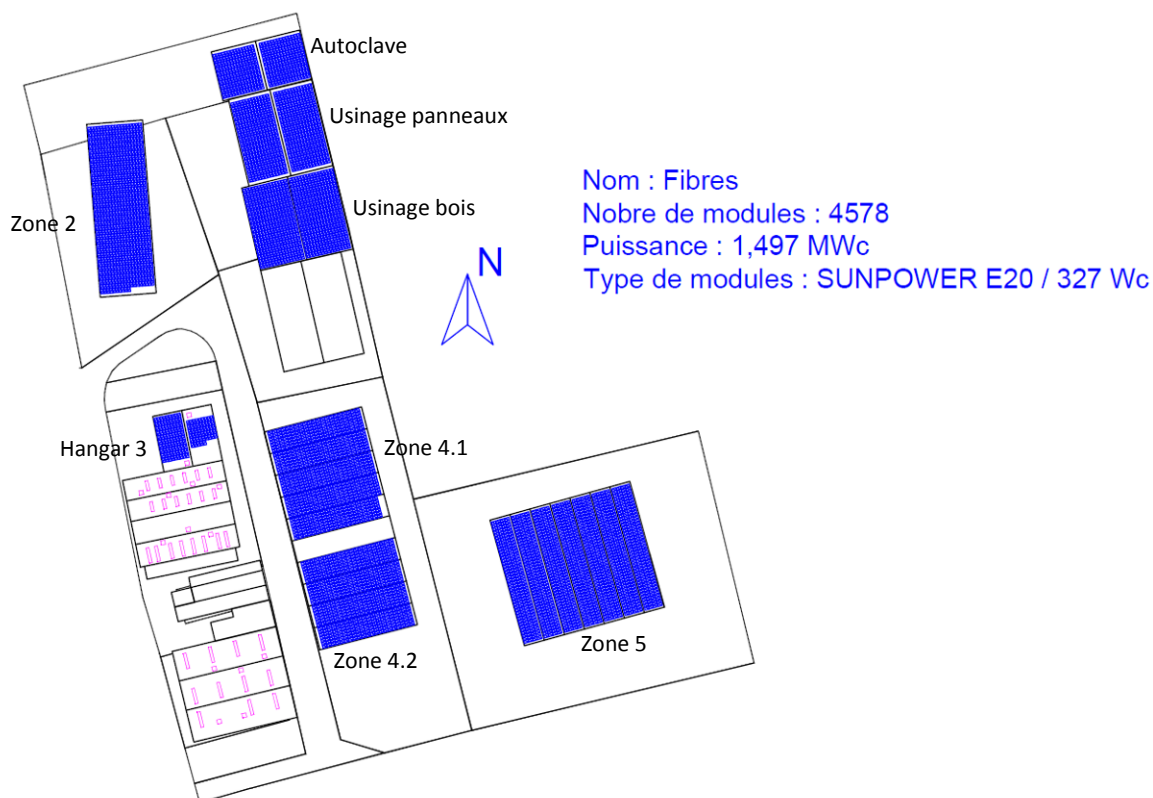 Autoclave
Usinage panneaux
Nom : Fibres
Nobre de modules : 4578
Usinage bois
Zone 2
Puissance : 1,497 MWc
N
Type de modules : SUNPOWER E20 / 327 Wc
Hangar 3
Zone 4.1
Zone 5
Zone 4.2